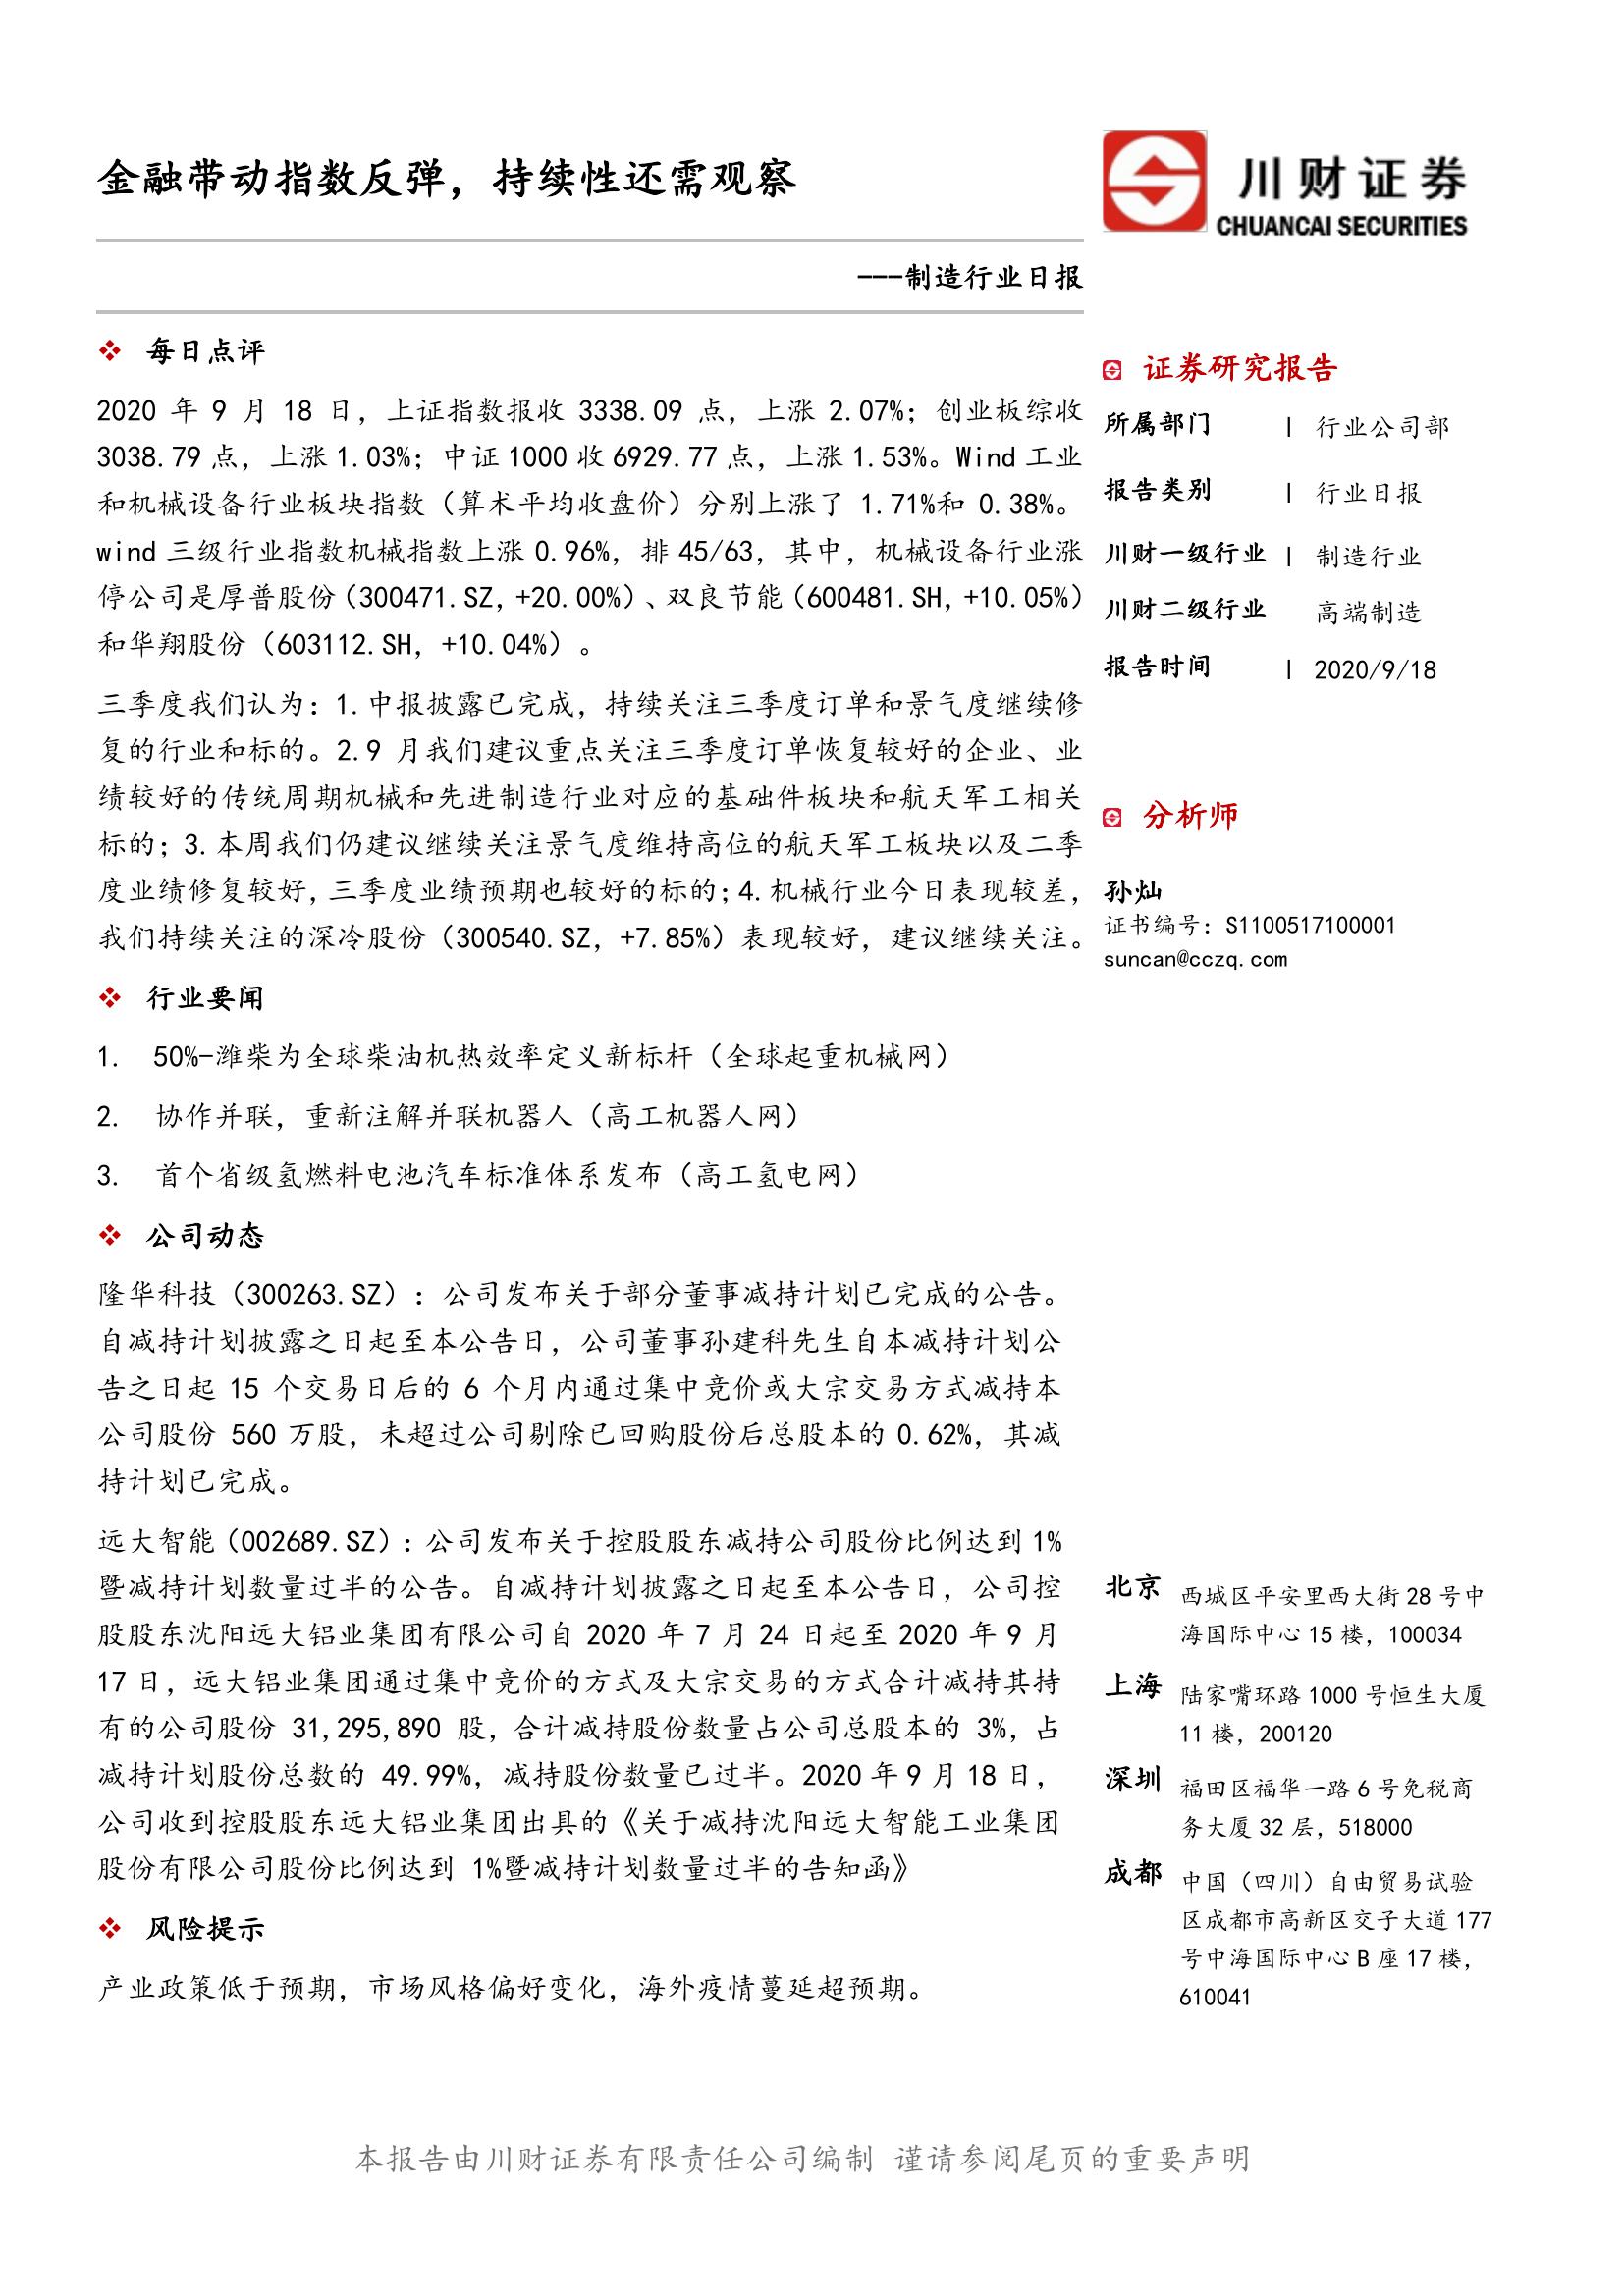 金融带动指数反弹，持续性还需观察
川财证券
CHUANCAI SECURITIES
---制造行业日报
每日点评
2020 年 9 月 18 日，上证指数报收 3338.09 点，上涨 2.07%；创业板综收
3038.79 点，上涨 1.03%；中证 1000 收 6929.77 点，上涨 1.53%。Wind 工业
和机械设备行业板块指数（算术平均收盘价）分别上涨了 1.71%和 0.38%。
wind 三级行业指数机械指数上涨 0.96%，排 45/63，其中，机械设备行业涨
停公司是厚普股份（300471.SZ，+20.00%）、双良节能（600481.SH，+10.05%）
和华翔股份（603112.SH，+10.04%）。
三季度我们认为：1.中报披露已完成，持续关注三季度订单和景气度继续修
复的行业和标的。2.9 月我们建议重点关注三季度订单恢复较好的企业、业
绩较好的传统周期机械和先进制造行业对应的基础件板块和航天军工相关
标的；3.本周我们仍建议继续关注景气度维持高位的航天军工板块以及二季
度业绩修复较好，三季度业绩预期也较好的标的；4.机械行业今日表现较差，
我们持续关注的深冷股份（300540.SZ，+7.85%）表现较好，建议继续关注。
行业要闻
1. 50%-潍柴为全球柴油机热效率定义新标杆（全球起重机械网）
2. 协作并联，重新注解并联机器人（高工机器人网）
3. 首个省级氢燃料电池汽车标准体系发布（高工氢电网）
公司动态
隆华科技（300263.SZ）：公司发布关于部分董事减持计划已完成的公告。
自减持计划披露之日起至本公告日，公司董事孙建科先生自本减持计划公
告之日起 15 个交易日后的 6 个月内通过集中竞价或大宗交易方式减持本
公司股份 560 万股，未超过公司剔除已回购股份后总股本的 0.62%，其减
持计划已完成。
远大智能（002689.SZ）：公司发布关于控股股东减持公司股份比例达到 1%
暨减持计划数量过半的公告。自减持计划披露之日起至本公告日，公司控
股股东沈阳远大铝业集团有限公司自 2020 年 7 月 24 日起至 2020 年 9 月
17 日，远大铝业集团通过集中竞价的方式及大宗交易的方式合计减持其持
有的公司股份 31,295,890 股，合计减持股份数量占公司总股本的 3%，占
减持计划股份总数的 49.99%，减持股份数量已过半。2020 年 9 月 18 日，
公司收到控股股东远大铝业集团出具的《关于减持沈阳远大智能工业集团
股份有限公司股份比例达到 1%暨减持计划数量过半的告知函》
风险提示
产业政策低于预期，市场风格偏好变化，海外疫情蔓延超预期。
证券研究报告
所属部门 | 行业公司部
报告类别 | 行业日报
川财一级行业 | 制造行业
川财二级行业 高端制造
报告时间 | 2020/9/18
分析师
孙灿
证书编号：S1100517100001
suncan@cczq.com
北京 西城区平安里西大街 28 号中
海国际中心 15 楼，100034
上海 陆家嘴环路 1000 号恒生大厦
11 楼，200120
深圳 福田区福华一路 6 号免税商
务大厦 32 层，518000
成都 中国（四川）自由贸易试验
区成都市高新区交子大道 177
号中海国际中心 B 座 17 楼，
610041
本报告由川财证券有限责任公司编制 谨请参阅尾页的重要声明